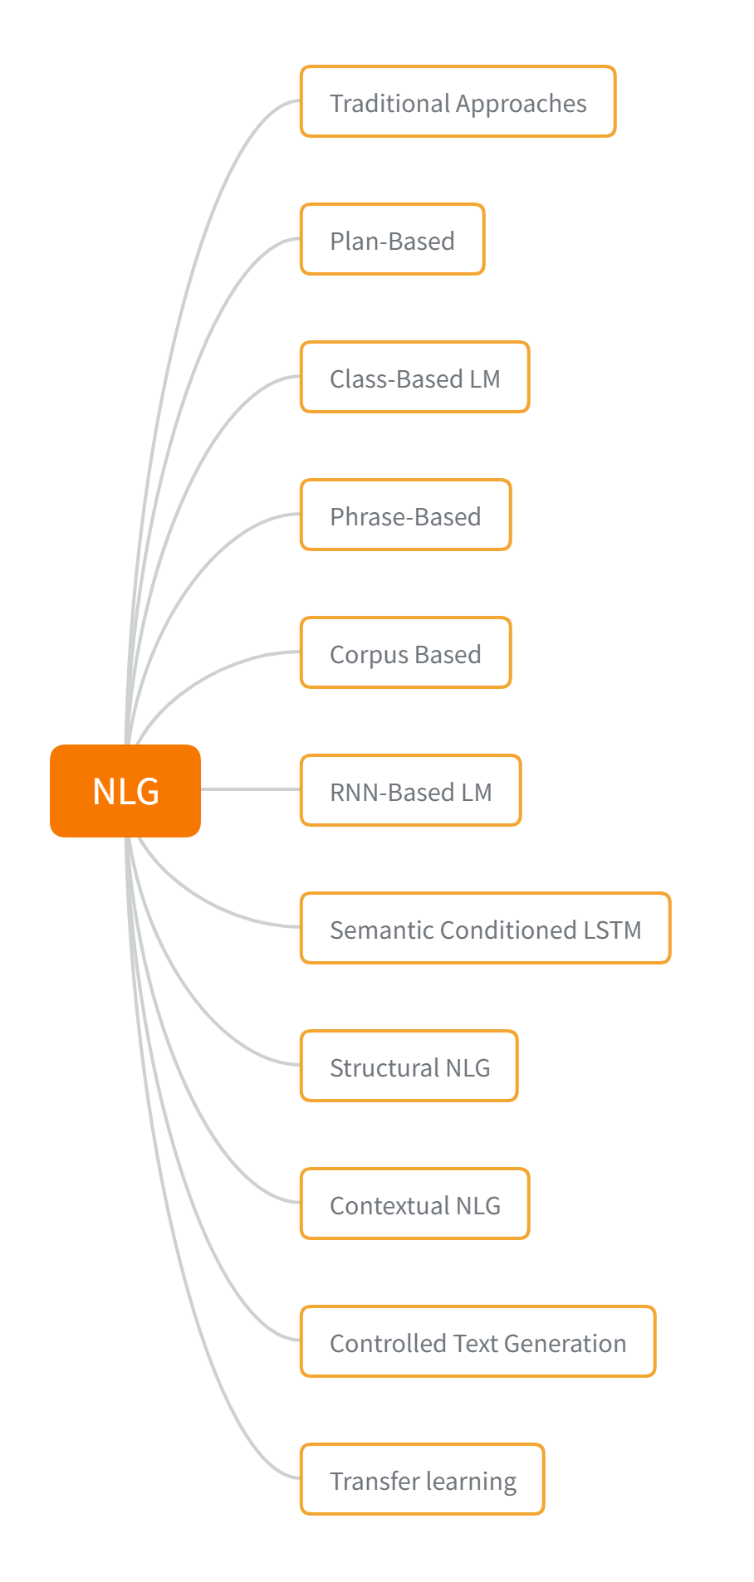 Traditional Approaches
Plan-Based
Class-Based LM
Phrase-Based
Corpus Based
NLG
RNN-Based LM
Semantic Conditioned LSTM
Structural NLG
Contextual NLG
Controlled Text Generation
Transfer learning